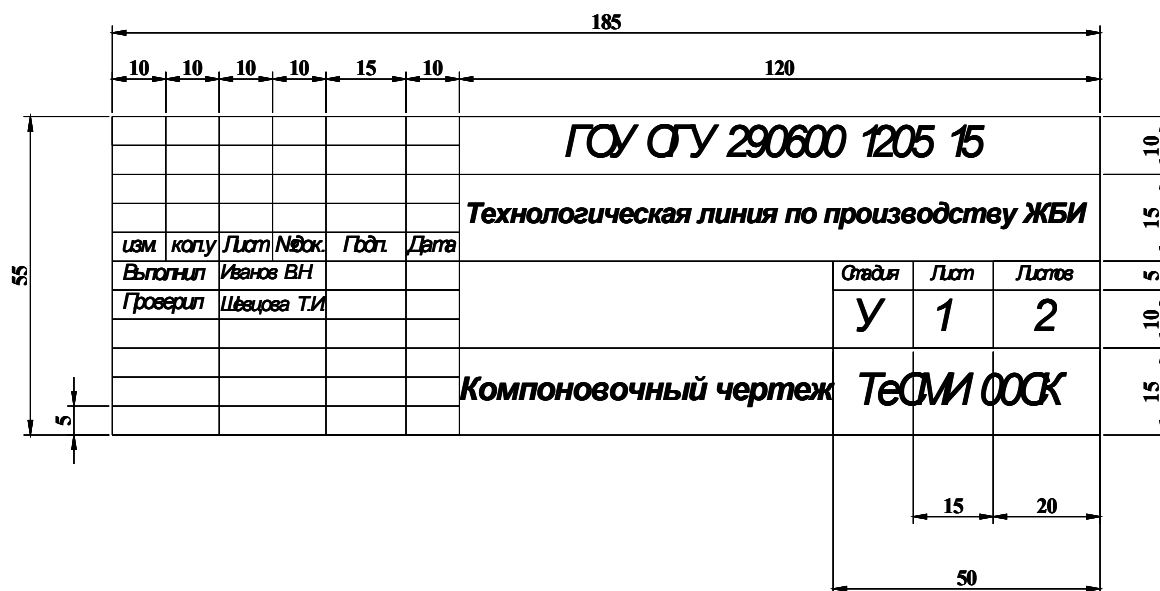 185
10 10 10 10 15 10 120
ГОУ ОГУ 290600 1205 15
10
Технологическая линия по производству ЖБИ
15
изм. кол.у Лист №док. Подп. Дата
55
Выполнил Иванов В.Н.
Стадия Лист Листов
5
Проверил Шевцова Т.И.
У 1 2
10
Компоновочный чертеж
ТеСМИ ООСК
15
5
15 20
50